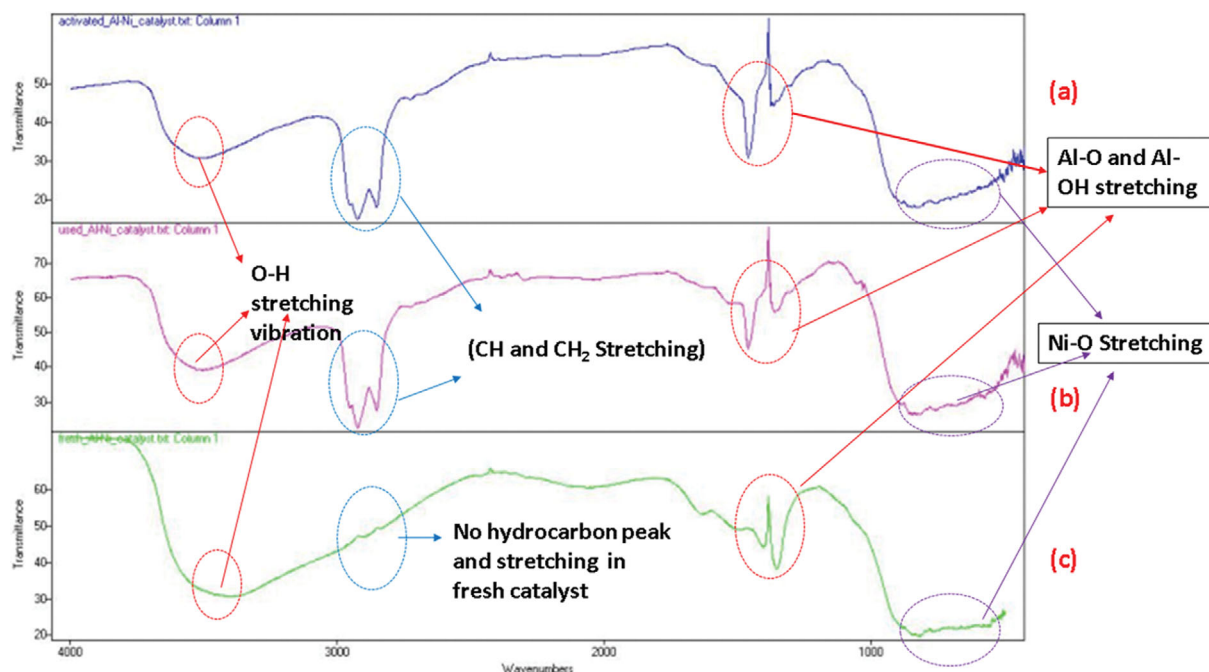 activated_Al-Ni_catalyst.txt: Column 1
Transmittance
50
40
30
20
(a)
Al-O and Al-
OH stretching
used_Al-Ni_catalyst.txt: Column 1
Transmittance
70
60
50
40
30
O-H
stretching
vibration
(CH and CH₂ Stretching)
Ni-O Stretching
(b)
fresh_Al-Ni_catalyst.txt: Column 1
Transmittance
60
50
40
30
20
No hydrocarbon peak
and stretching in
fresh catalyst
(c)
4000
3000
2000
1000
Wavenumbers